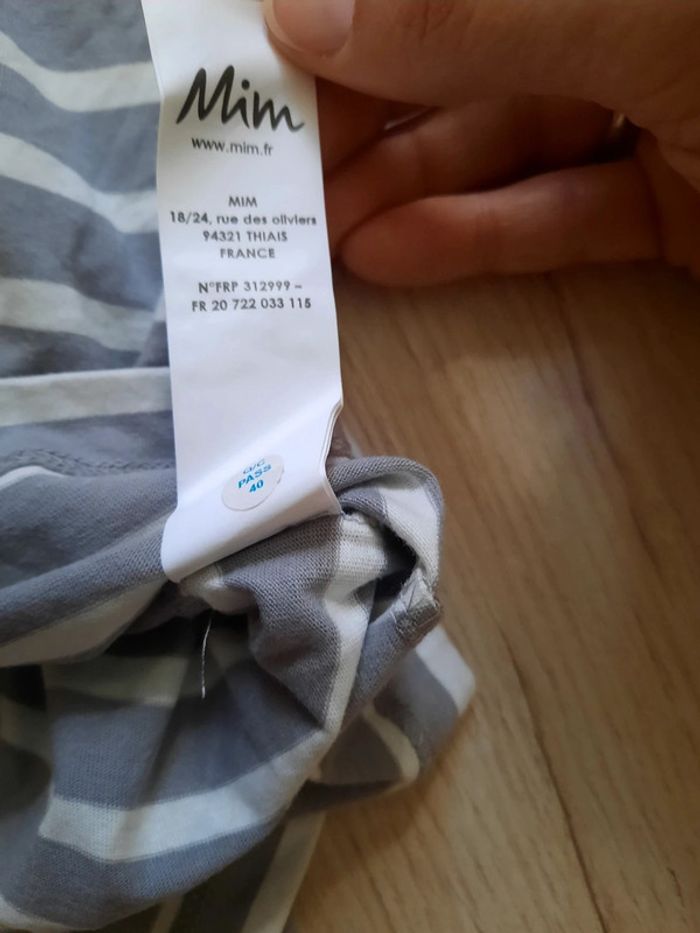 Mim
www.mim.fr
MIM
18/24, rue des oliviers
94321 THIAIS
FRANCE
N°FRP 312999 –
FR 20 722 033 115
Q/C
PASS
40